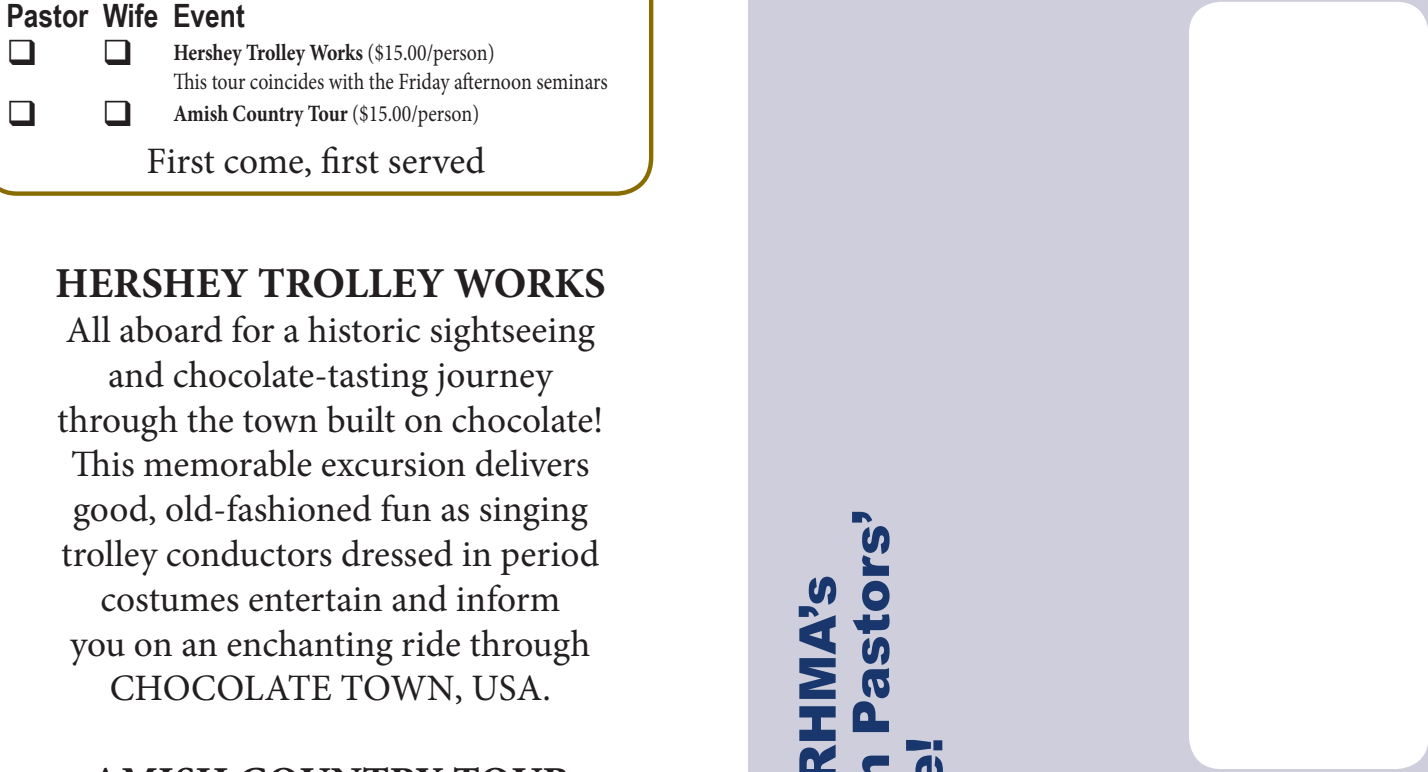 Pastor Wife Event
❑ ❑ Hershey Trolley Works ($15.00/person)
This tour coincides with the Friday afternoon seminars
❑ ❑ Amish Country Tour ($15.00/person)
First come, first served
HERSHEY TROLLEY WORKS
All aboard for a historic sightseeing
and chocolate-tasting journey
through the town built on chocolate!
This memorable excursion delivers
good, old-fashioned fun as singing
trolley conductors dressed in period
costumes entertain and inform
you on an enchanting ride through
CHOCOLATE TOWN, USA.
AMISH COUNTRY TOUR
RHMA's
Pastors'